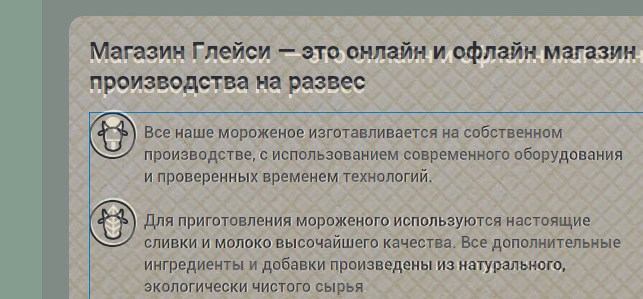 Магазин Глейси — это онлайн и офлайн магазин
производства на развес
Все наше мороженое изготавливается на собственном
производстве, с использованием современного оборудования
и проверенных временем технологий.
Для приготовления мороженого используются настоящие
сливки и молоко высочайшего качества. Все дополнительные
ингредиенты и добавки произведены из натурального,
экологически чистого сырья